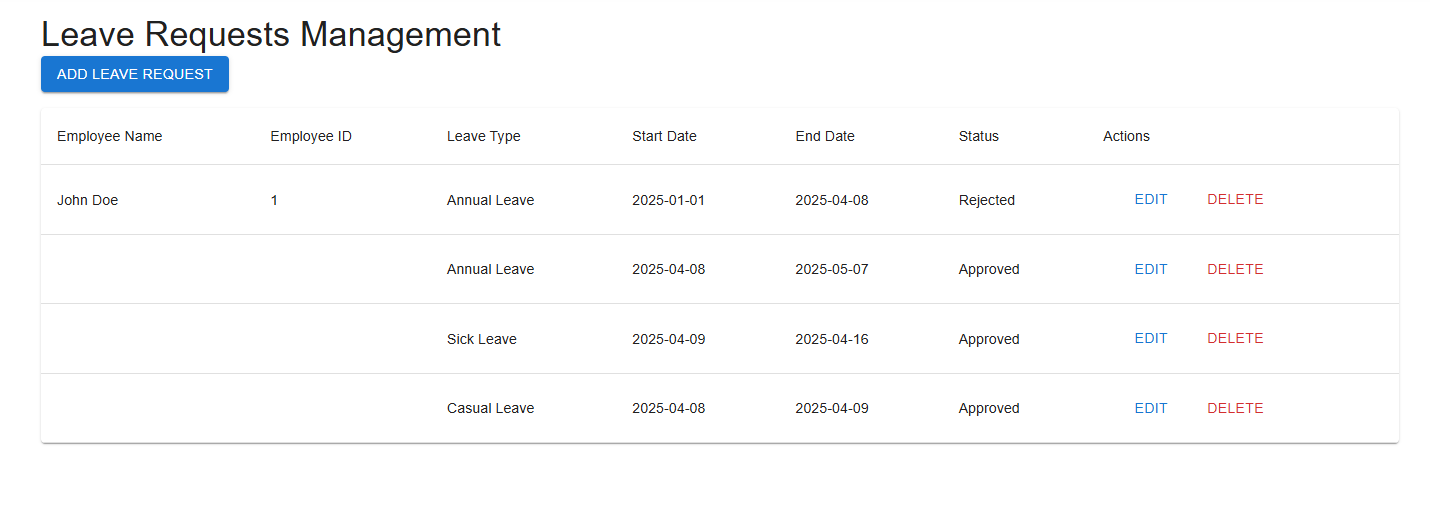 Leave Requests Management
ADD LEAVE REQUEST
Employee Name Employee ID Leave Type Start Date End Date Status Actions
John Doe 1 Annual Leave 2025-01-01 2025-04-08 Rejected EDIT DELETE
Annual Leave 2025-04-08 2025-05-07 Approved EDIT DELETE
Sick Leave 2025-04-09 2025-04-16 Approved EDIT DELETE
Casual Leave 2025-04-08 2025-04-09 Approved EDIT DELETE